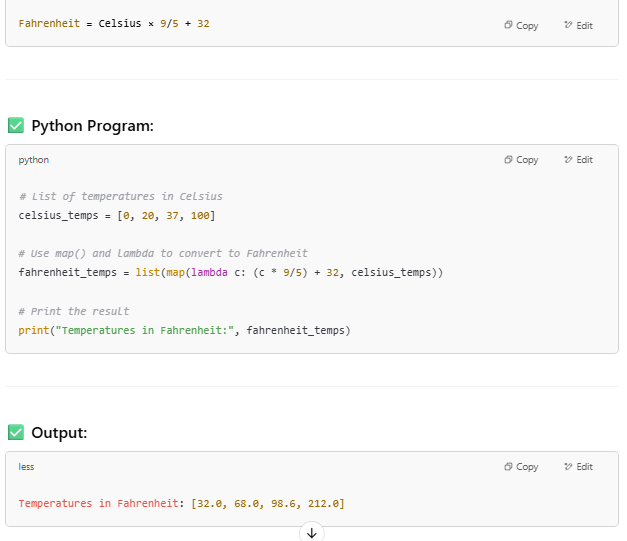 Fahrenheit = Celsius × 9/5 + 32
Copy
Edit
✅ Python Program:
python
Copy
Edit
# List of temperatures in Celsius
celsius_temps = [0, 20, 37, 100]
# Use map() and lambda to convert to Fahrenheit
fahrenheit_temps = list(map(lambda c: (c * 9/5) + 32, celsius_temps))
# Print the result
print("Temperatures in Fahrenheit:", fahrenheit_temps)
✅ Output:
less
Copy
Edit
Temperatures in Fahrenheit: [32.0, 68.0, 98.6, 212.0]